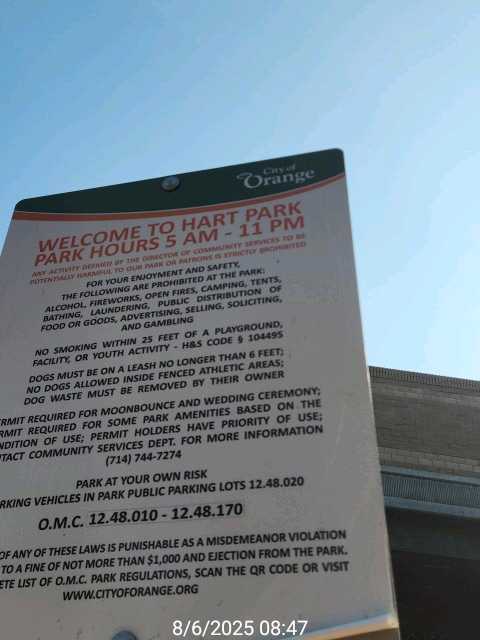 City of
Orange
WELCOME TO HART PARK
PARK HOURS 5 AM - 11 PM
ANY ACTIVITY DEEMED BY THE DIRECTOR OF COMMUNITY SERVICES TO BE
POTENTIALLY HARMFUL TO OUR PARK OR PATRONS IS STRICTLY PROHIBITED
FOR YOUR ENJOYMENT AND SAFETY,
THE FOLLOWING ARE PROHIBITED AT THE PARK:
ALCOHOL, FIREWORKS, OPEN FIRES, CAMPING, TENTS,
BATHING, LAUNDERING, PUBLIC DISTRIBUTION OF
FOOD OR GOODS, ADVERTISING, SELLING, SOLICITING,
AND GAMBLING
NO SMOKING WITHIN 25 FEET OF A PLAYGROUND,
FACILITY, OR YOUTH ACTIVITY - H&S CODE § 104495
DOGS MUST BE ON A LEASH NO LONGER THAN 6 FEET;
NO DOGS ALLOWED INSIDE FENCED ATHLETIC AREAS;
DOG WASTE MUST BE REMOVED BY THEIR OWNER
ERMIT REQUIRED FOR MOONBOUNCE AND WEDDING CEREMONY;
RMIT REQUIRED FOR SOME PARK AMENITIES BASED ON THE
NDITION OF USE; PERMIT HOLDERS HAVE PRIORITY OF USE;
TACT COMMUNITY SERVICES DEPT. FOR MORE INFORMATION
(714) 744-7274
PARK AT YOUR OWN RISK
RKING VEHICLES IN PARK PUBLIC PARKING LOTS 12.48.020
O.M.C. 12.48.010 - 12.48.170
OF ANY OF THESE LAWS IS PUNISHABLE AS A MISDEMEANOR VIOLATION
TO A FINE OF NOT MORE THAN $1,000 AND EJECTION FROM THE PARK.
ETE LIST OF O.M.C. PARK REGULATIONS, SCAN THE QR CODE OR VISIT
WWW.CITYOFORANGE.ORG
8/6/2025 08:47